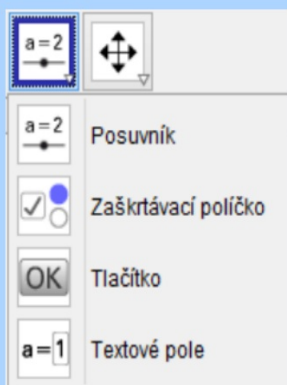 a=2
a=2 Posuvník
Zaškrtávací políčko
OK Tlačítko
a=1 Textové pole